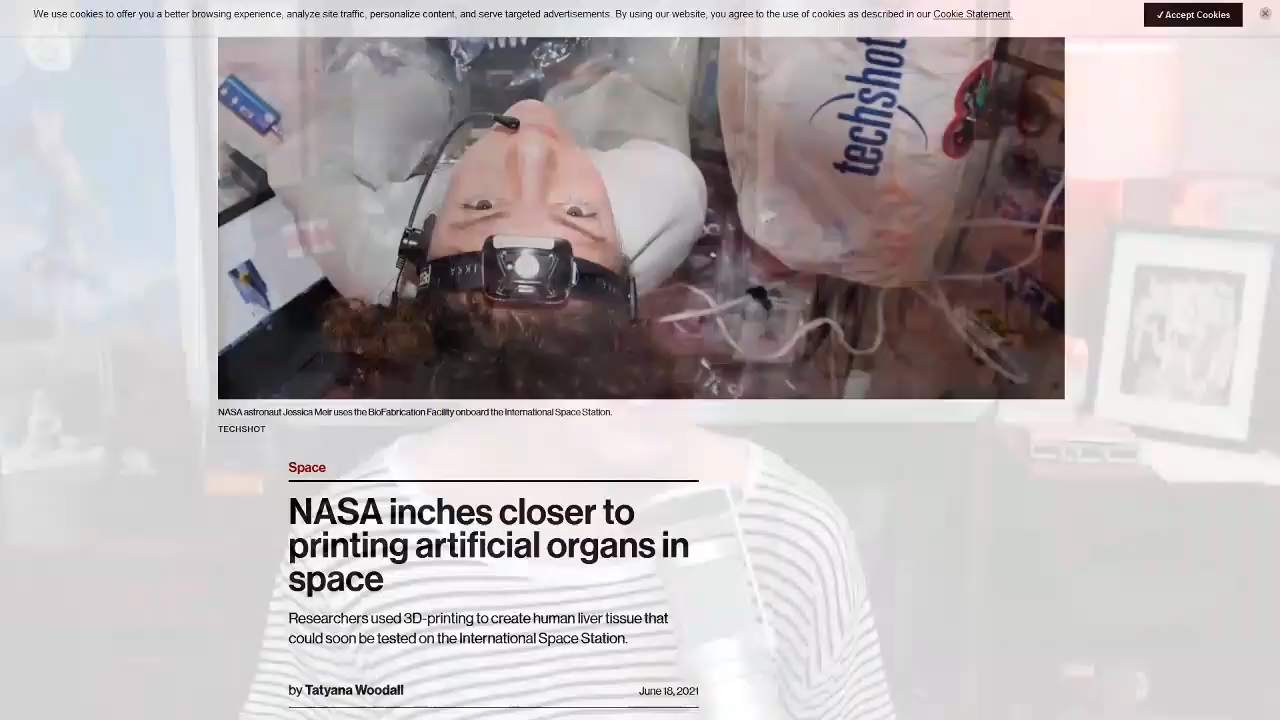 We use cookies to offer you a better browsing experience, analyze site traffic, personalize content, and serve targeted advertisements. By using our website, you agree to the use of cookies as described in our Cookie Statement.
✓ Accept Cookies
techshot
NASA astronaut Jessica Meir uses the BioFabrication Facility onboard the International Space Station.
TECHSHOT
Space
NASA inches closer to
printing artificial organs in
space
Researchers used 3D-printing to create human liver tissue that
could soon be tested on the International Space Station.
by Tatyana Woodall
June 18, 2021